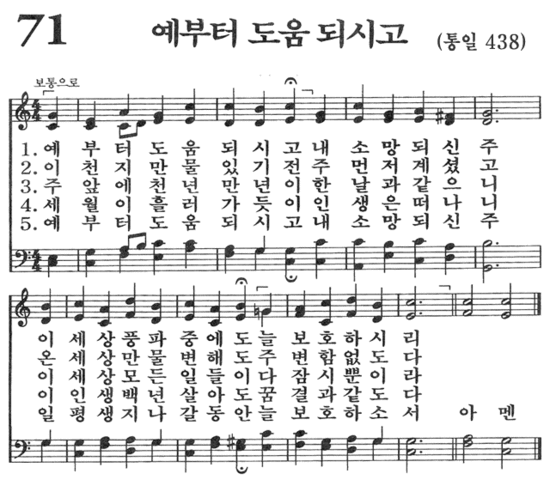 71 예부터 도움 되시고 (통일 438)
보통으로
1. 예 부 터 도 움 되 시 고 내 소 망 되 신 주
2. 이 천 지 만 물 있 기 전 주 먼 저 계 셨 고
3. 주 앞 에 천 년 만 년 이 한 날 과 같 으 니
4. 세 월 이 흘 러 가 듯 이 인 생 은 떠 나 니
5. 예 부 터 도 움 되 시 고 내 소 망 되 신 주
이 세 상 풍 파 중 에 도 늘 보 호 하 시 리
온 세 상 만 물 변 해 도 주 변 함 없 도 다
이 세 상 모 든 일 들 이 다 잠 시 뿐 이 라
이 인 생 백 년 살 아 도 꿈 결 과 같 도 다
일 평 생 지 나 갈 동 안 늘 보 호 하 소 서 아 멘